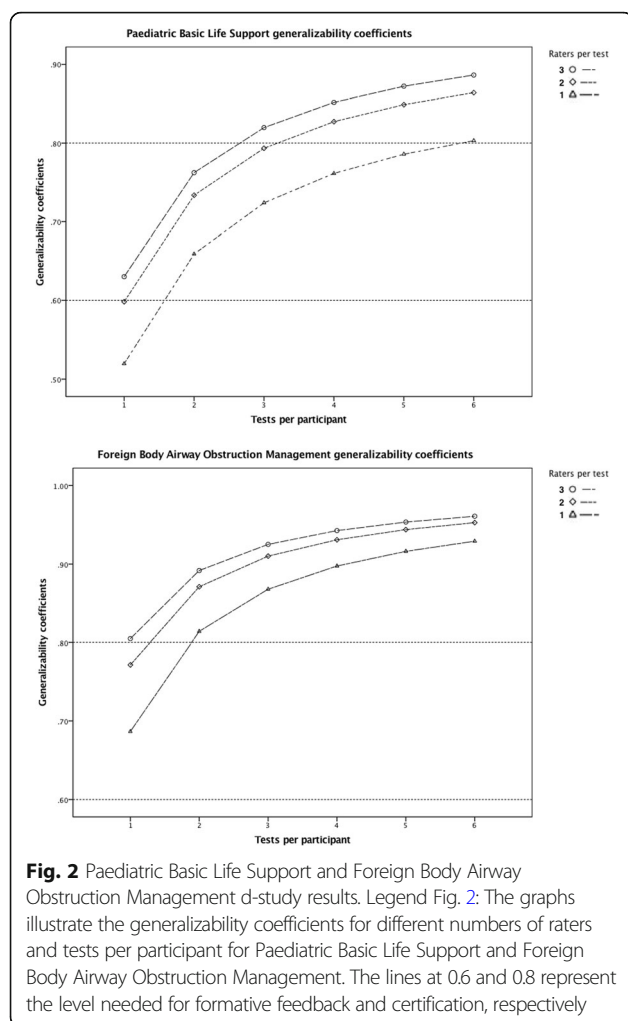 Paediatric Basic Life Support generalizability coefficients
Raters per test
3
2
1
.90
.80
.70
.60
.50
Generalizability coefficients
1 2 3 4 5 6
Tests per participant
Foreign Body Airway Obstruction Management generalizability coefficients
Raters per test
3
2
1
1.00
.90
.80
.70
.60
Generalizability coefficients
1 2 3 4 5 6
Tests per participant
Fig. 2 Paediatric Basic Life Support and Foreign Body Airway
Obstruction Management d-study results. Legend Fig. 2: The graphs
illustrate the generalizability coefficients for different numbers of raters
and tests per participant for Paediatric Basic Life Support and Foreign
Body Airway Obstruction Management. The lines at 0.6 and 0.8 represent
the level needed for formative feedback and certification, respectively